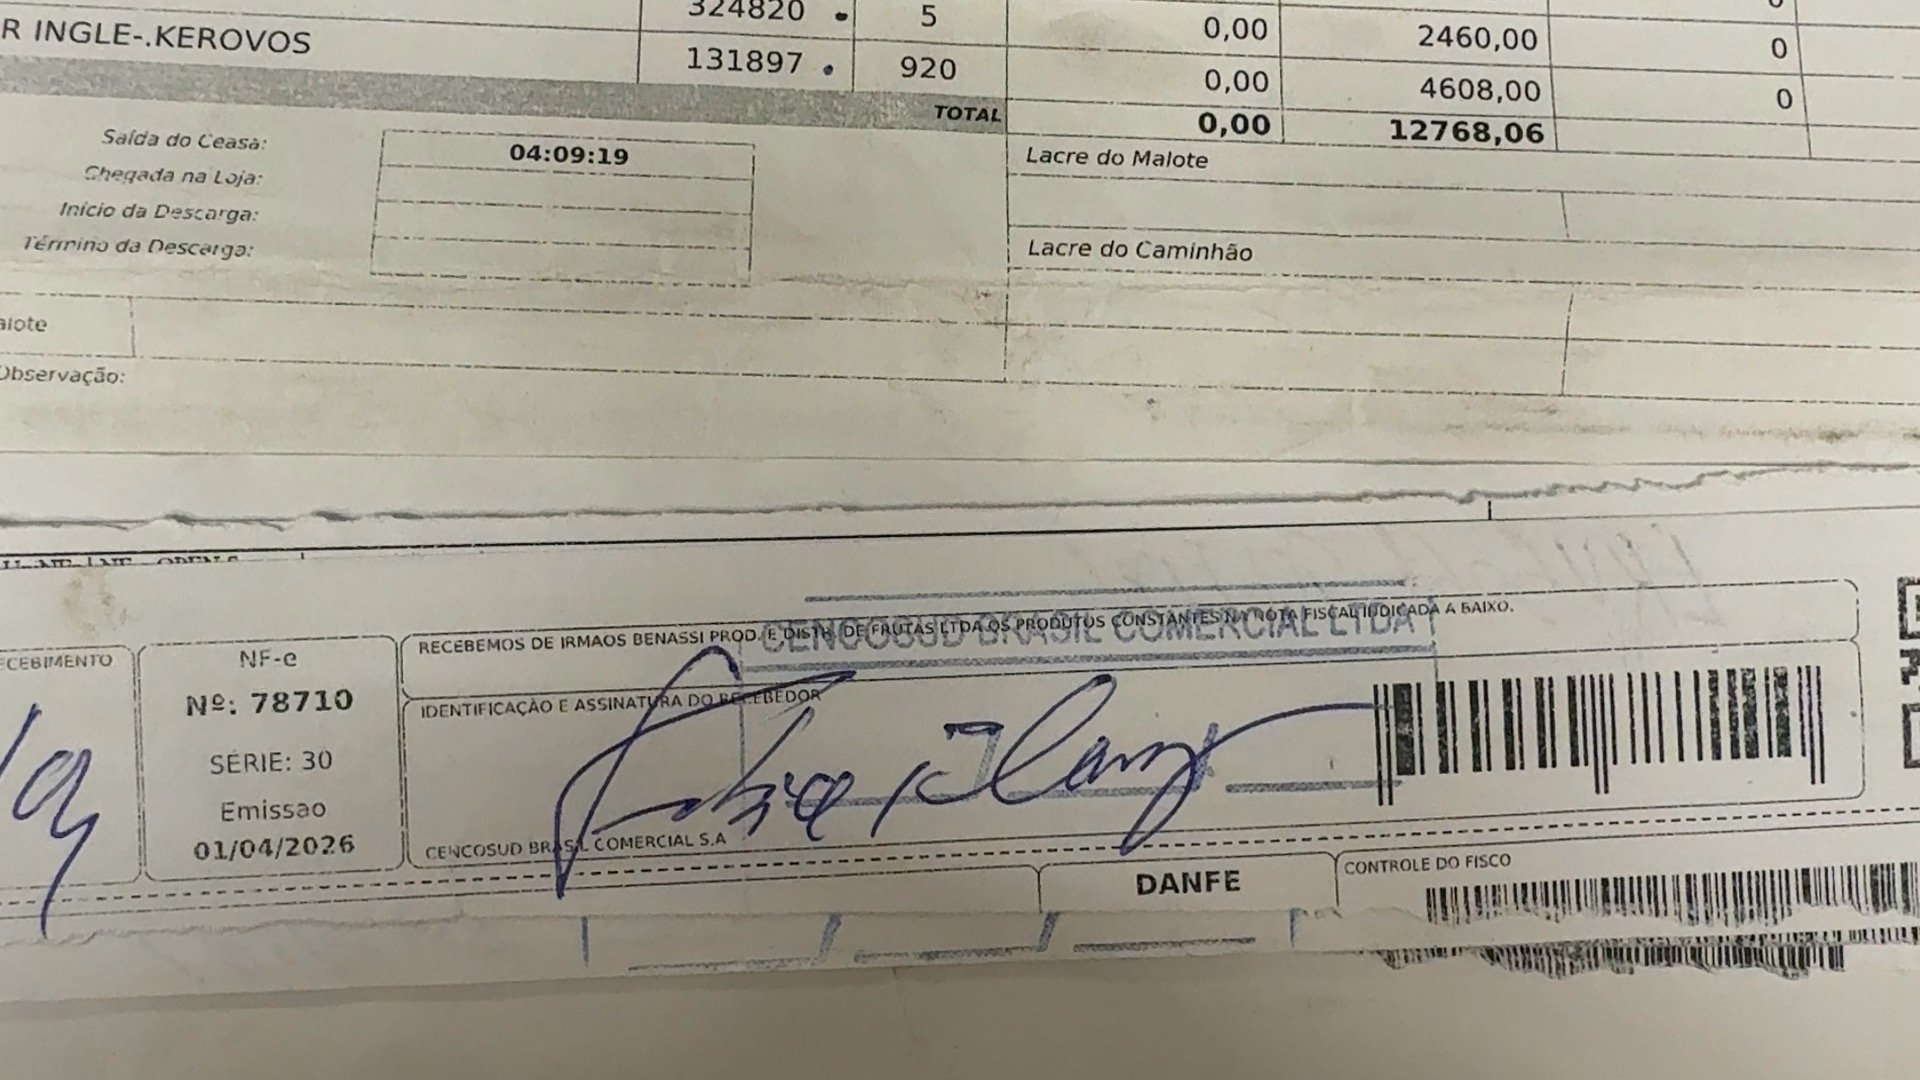 324820 . 5 0,00 2460,00 0
R INGLE-.KEROVOS 131897 . 920 0,00 4608,00 0
TOTAL 0,00 12768,06
Saída do Ceasa: 04:09:19
Chegada na Loja:
Início da Descarga:
Término da Descarga:
Lacre do Malote
Lacre do Caminhão
alote
Observação:
CEBIMENTO
NF-e
Nº: 78710
SÉRIE: 30
Emissao
01/04/2026
RECEBEMOS DE IRMAOS BENASSI PROD. E DISTR. DE FRUTAS LTDA OS PRODUTOS CONSTANTES NA NOTA FISCAL INDICADA A BAIXO.
CENCOSUD BRASIL COMERCIAL LTDA
IDENTIFICAÇÃO E ASSINATURA DO RECEBEDOR
CENCOSUD BRASIL COMERCIAL S.A
DANFE
CONTROLE DO FISCO